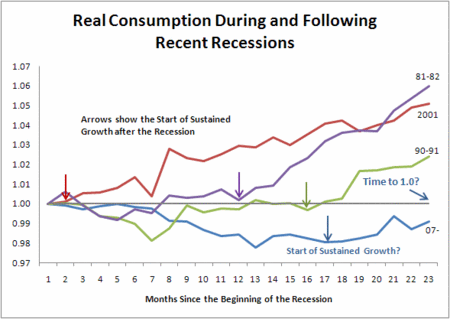 Real Consumption During and Following
Recent Recessions
1.07
1.06
1.05
1.04
1.03
1.02
1.01
1.00
0.99
0.98
0.97
Arrows show the Start of Sustained
Growth after the Recession
81-82
2001
90-91
Time to 1.0?
07-
Start of Sustained Growth?
1 2 3 4 5 6 7 8 9 10 11 12 13 14 15 16 17 18 19 20 21 22 23
Months Since the Beginning of the Recession